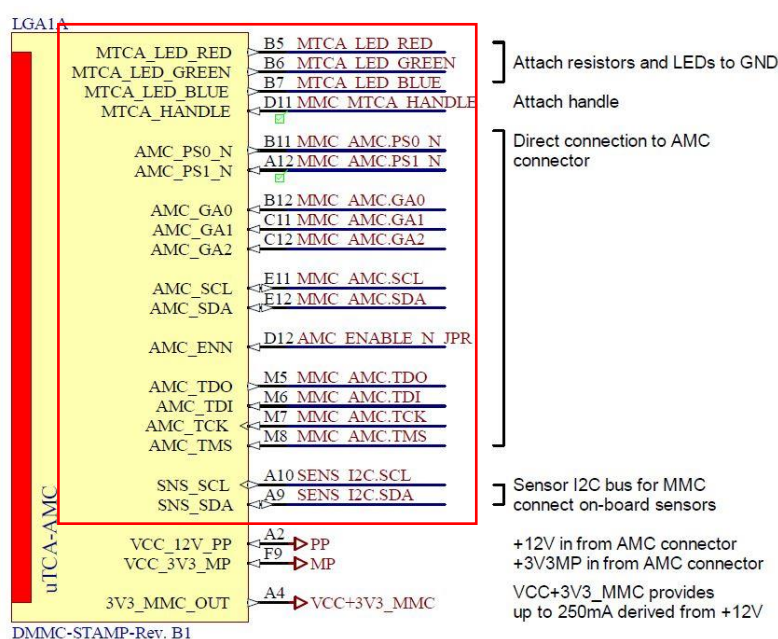 LGA1A
MTCA_LED_RED B5 MTCA_LED_RED
MTCA_LED_GREEN B6 MTCA_LED_GREEN
MTCA_LED_BLUE B7 MTCA_LED_BLUE
Attach resistors and LEDs to GND
MTCA_HANDLE D11 MMC_MTCA_HANDLE
Attach handle
AMC_PS0_N B11 MMC_AMC.PS0_N
AMC_PS1_N A12 MMC_AMC.PS1_N
Direct connection to AMC
connector
AMC_GA0 B12 MMC_AMC.GA0
AMC_GA1 C11 MMC_AMC.GA1
AMC_GA2 C12 MMC_AMC.GA2
AMC_SCL E11 MMC_AMC.SCL
AMC_SDA E12 MMC_AMC.SDA
AMC_ENN D12 AMC_ENABLE_N_JPR
AMC_TDO M5 MMC_AMC.TDO
AMC_TDI M6 MMC_AMC.TDI
AMC_TCK M7 MMC_AMC.TCK
AMC_TMS M8 MMC_AMC.TMS
SNS_SCL A10 SENS_I2C.SCL
SNS_SDA A9 SENS_I2C.SDA
Sensor I2C bus for MMC
connect on-board sensors
uTCA-AMC
VCC_12V_PP A2 PP
+12V in from AMC connector
VCC_3V3_MP F9 MP
+3V3MP in from AMC connector
3V3_MMC_OUT A4 VCC+3V3_MMC
VCC+3V3_MMC provides
up to 250mA derived from +12V
DMMC-STAMP-Rev. B1